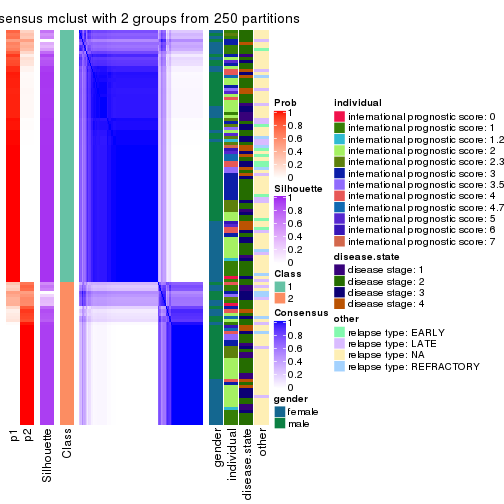 sensus mclust with 2 groups from 250 partitions
p1
p2
Silhouette
Class
gender
individual
disease.state
other
Prob
1
0.8
0.6
0.4
0.2
0
Silhouette
1
0.8
0.6
0.4
0.2
0
Class
1
2
Consensus
1
0.8
0.6
0.4
0.2
0
gender
female
male
individual
international prognostic score: 0
international prognostic score: 1
international prognostic score: 1.2
international prognostic score: 2
international prognostic score: 2.3
international prognostic score: 3
international prognostic score: 3.5
international prognostic score: 4
international prognostic score: 4.7
international prognostic score: 5
international prognostic score: 6
international prognostic score: 7
disease.state
disease stage: 1
disease stage: 2
disease stage: 3
disease stage: 4
other
relapse type: EARLY
relapse type: LATE
relapse type: NA
relapse type: REFRACTORY